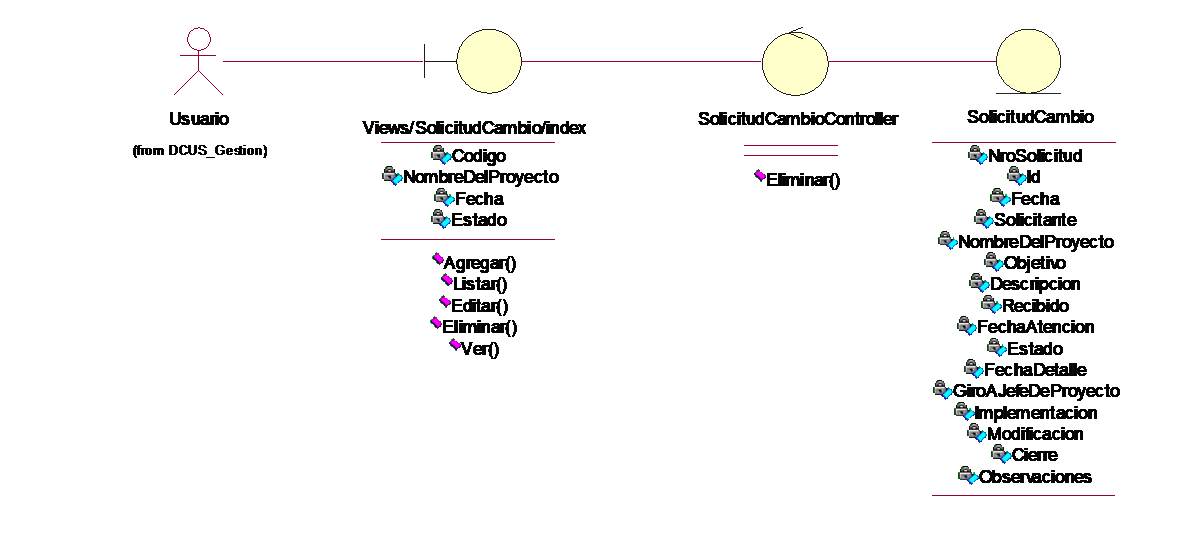 Usuario
(from DCUS_Gestion)
Views/SolicitudCambio/index
Codigo
NombreDelProyecto
Fecha
Estado
Agregar()
Listar()
Editar()
Eliminar()
Ver()
SolicitudCambioController
Eliminar()
SolicitudCambio
NroSolicitud
Id
Fecha
Solicitante
NombreDelProyecto
Objetivo
Descripcion
Recibido
FechaAtencion
Estado
FechaDetalle
GiroAJefeDeProyecto
Implementacion
Modificacion
Cierre
Observaciones